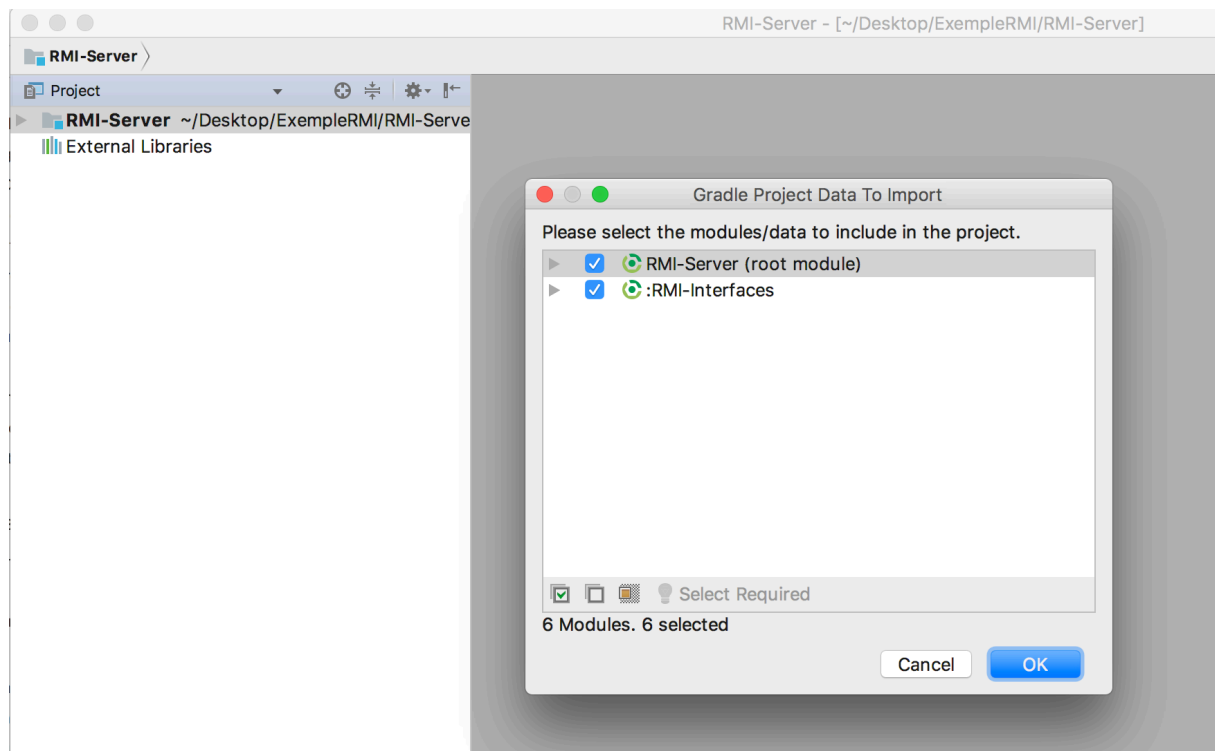 RMI-Server - [~/Desktop/ExempleRMI/RMI-Server]
RMI-Server
Project
RMI-Server ~/Desktop/ExempleRMI/RMI-Serve
External Libraries
Gradle Project Data To Import
Please select the modules/data to include in the project.
RMI-Server (root module)
:RMI-Interfaces
Select Required
6 Modules. 6 selected
Cancel OK